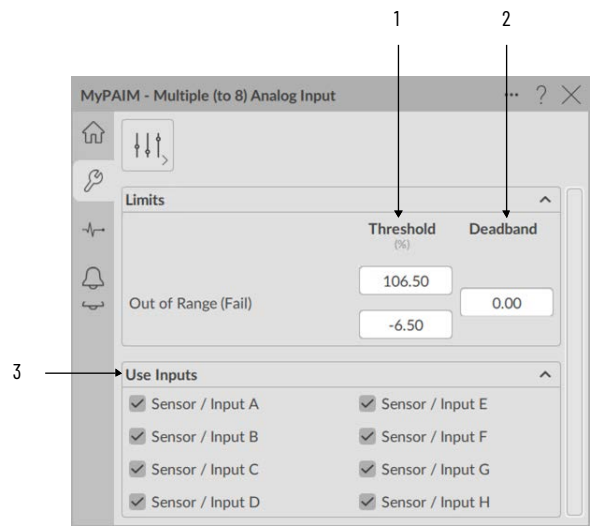 1 2
MyPAIM - Multiple (to 8) Analog Input ... ?
Limits
Threshold Deadband
(%)
106.50
Out of Range (Fail) 0.00
-6.50
3
Use Inputs
Sensor / Input A Sensor / Input E
Sensor / Input B Sensor / Input F
Sensor / Input C Sensor / Input G
Sensor / Input D Sensor / Input H